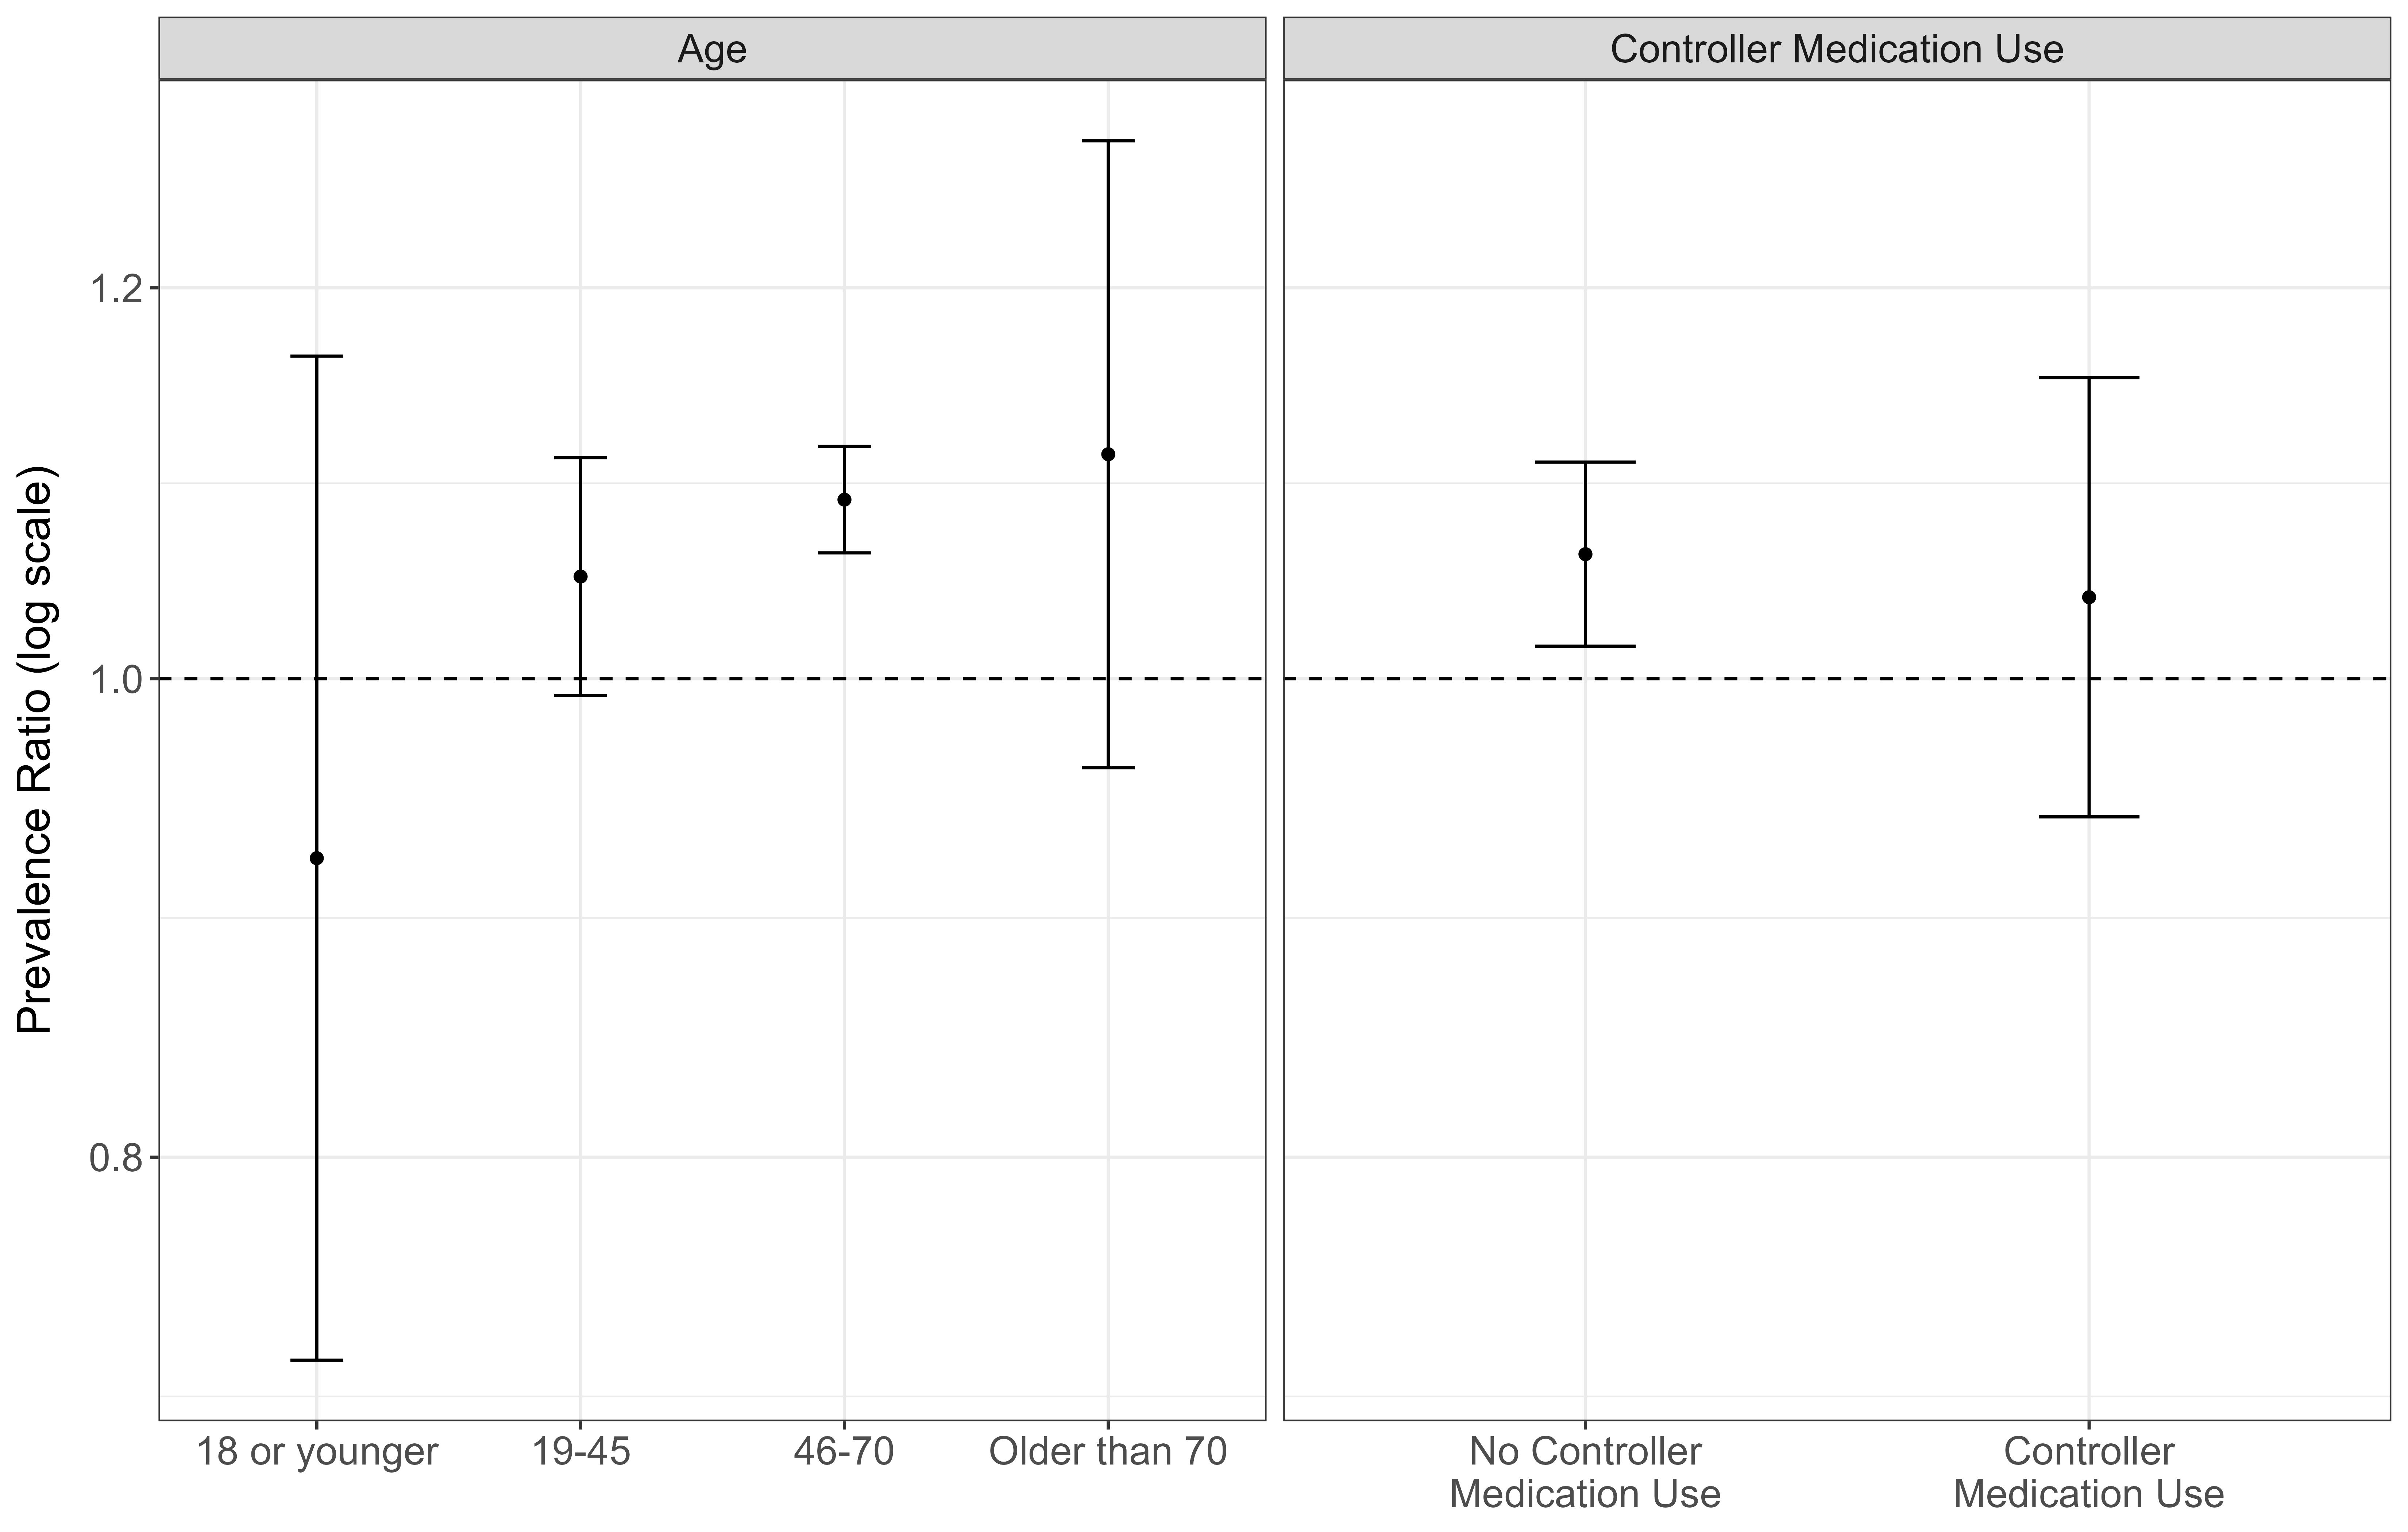 Age
Controller Medication Use
Prevalence Ratio (log scale)
1.2
1.0
0.8
18 or younger
19-45
46-70
Older than 70
No Controller
Medication Use
Controller
Medication Use